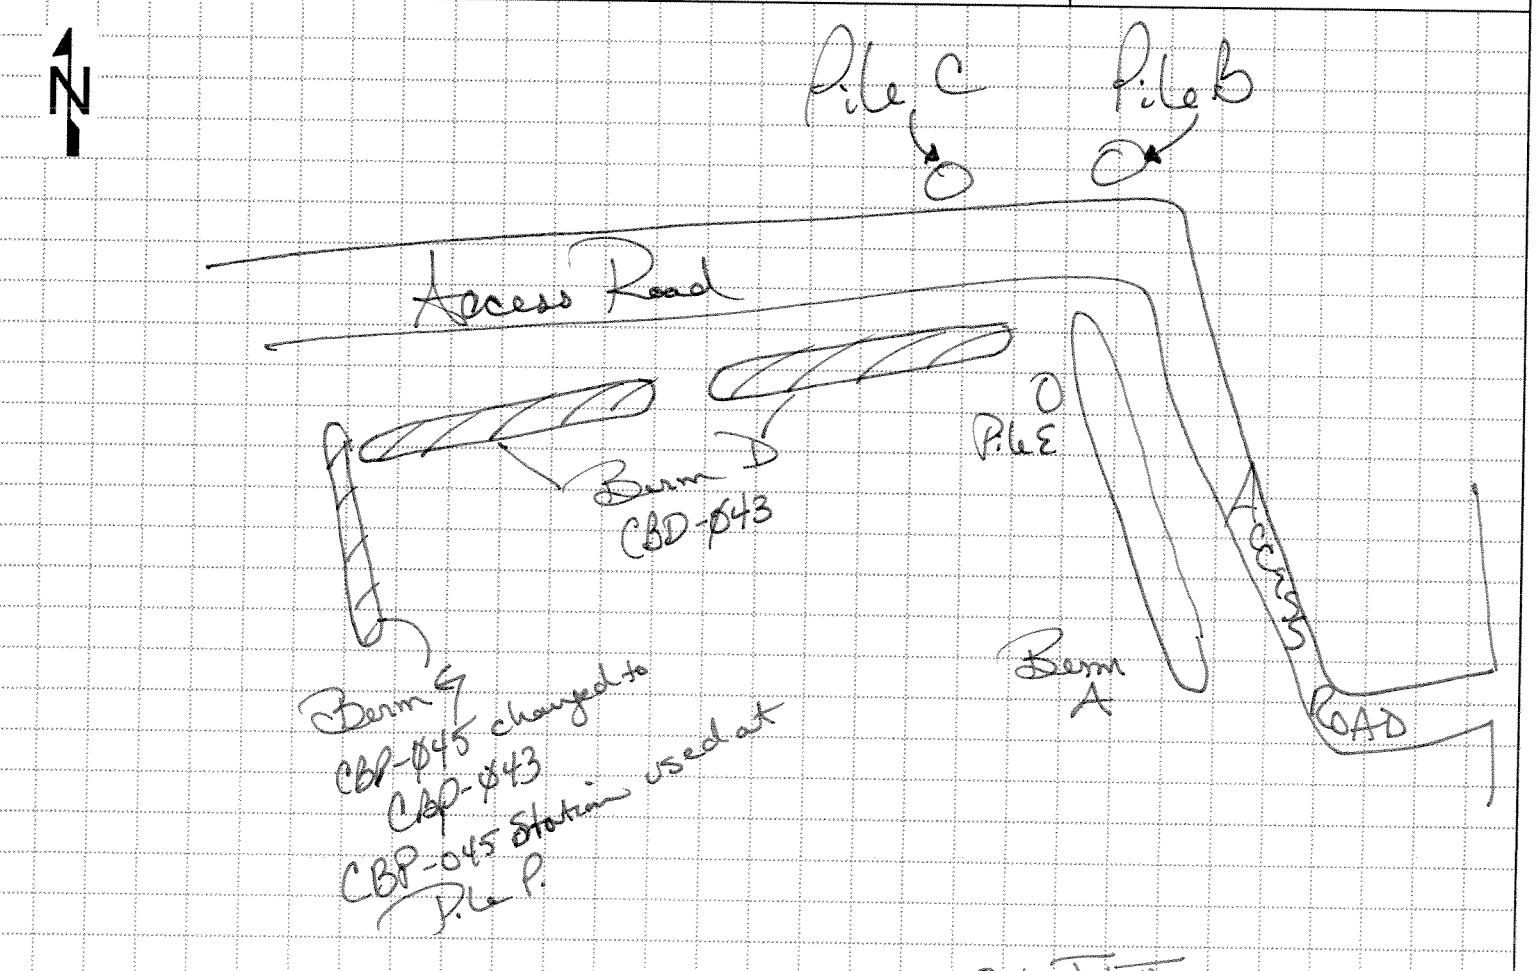 N
Pile C
Pile B
Access Road
Pile E
Berm D
CBD-Ø43
ACCESS
ROAD
Berm
A
Berm G
CBP-Ø45 changed to
CBP-Ø43
CBP-045 Station used at
Pile P.